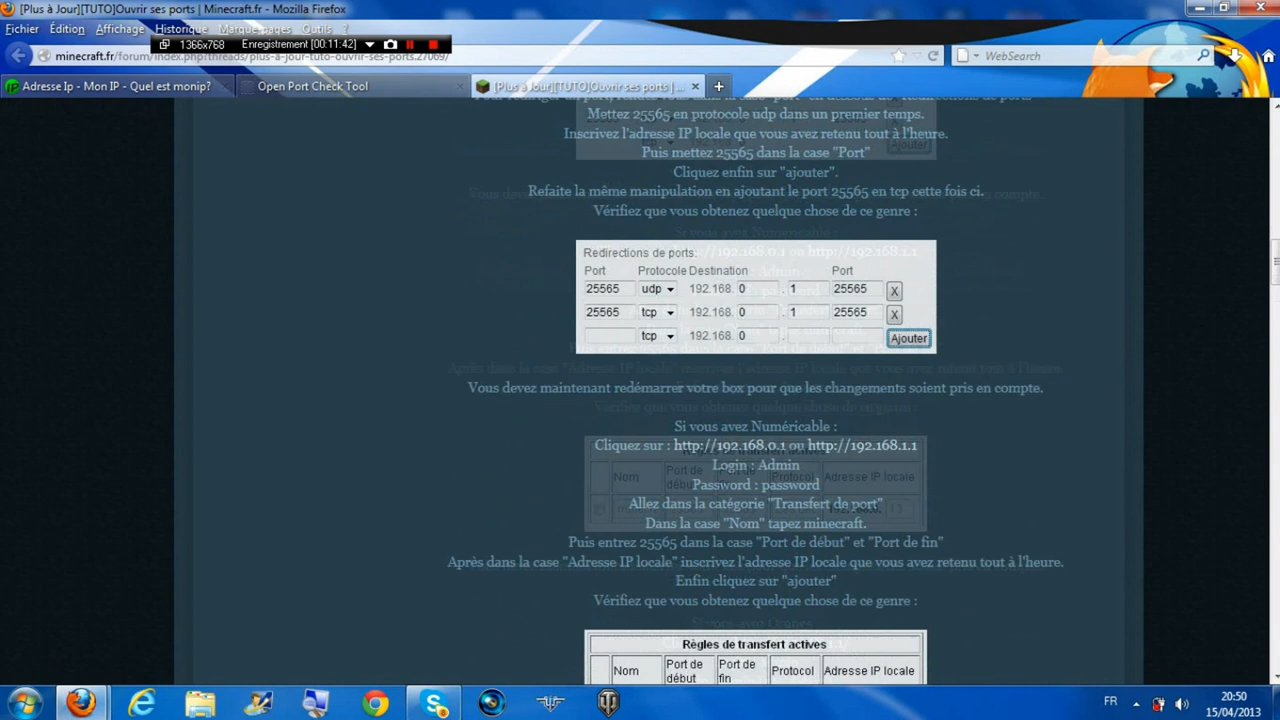 [Plus à Jour][TUTO]Ouvrir ses ports | Minecraft.fr - Mozilla Firefox
Fichier Édition Affichage Historique Marque-pages Outils ?
1366x768 Enregistrement (00:11:42)
minecraft.fr/forum/index.php?threads/plus-a-jour-tuto-ouvrir-ses-ports.27069/
WebSearch
Adresse Ip - Mon IP - Quel est monip?
Open Port Check Tool
[Plus à Jour][TUTO]Ouvrir ses ports | ...
Mettez 25565 en protocole udp dans un premier temps.
Inscrivez l'adresse IP locale que vous avez retenu tout à l'heure.
Puis mettez 25565 dans la case "Port"
Cliquez enfin sur "ajouter".
Refaite la même manipulation en ajoutant le port 25565 en tcp cette fois ci.
Vérifiez que vous obtenez quelque chose de ce genre :
Redirections de ports:
Port Protocole Destination Port
25565 udp 192.168. 0 . 1 25565 X
25565 tcp 192.168. 0 . 1 25565 X
tcp 192.168. 0 . Ajouter
Vous devez maintenant redémarrer votre box pour que les changements soient pris en compte.
Si vous avez Numéricable :
Cliquez sur : http://192.168.0.1 ou http://192.168.1.1
Login : Admin
Password : password
Allez dans la catégorie "Transfert de port"
Dans la case "Nom" tapez minecraft.
Puis entrez 25565 dans la case "Port de début" et "Port de fin"
Après dans la case "Adresse IP locale" inscrivez l'adresse IP locale que vous avez retenu tout à l'heure.
Enfin cliquez sur "ajouter"
Vérifiez que vous obtenez quelque chose de ce genre :
Règles de transfert actives
Nom Port de début Port de fin Protocol Adresse IP locale
FR
20:50
15/04/2013